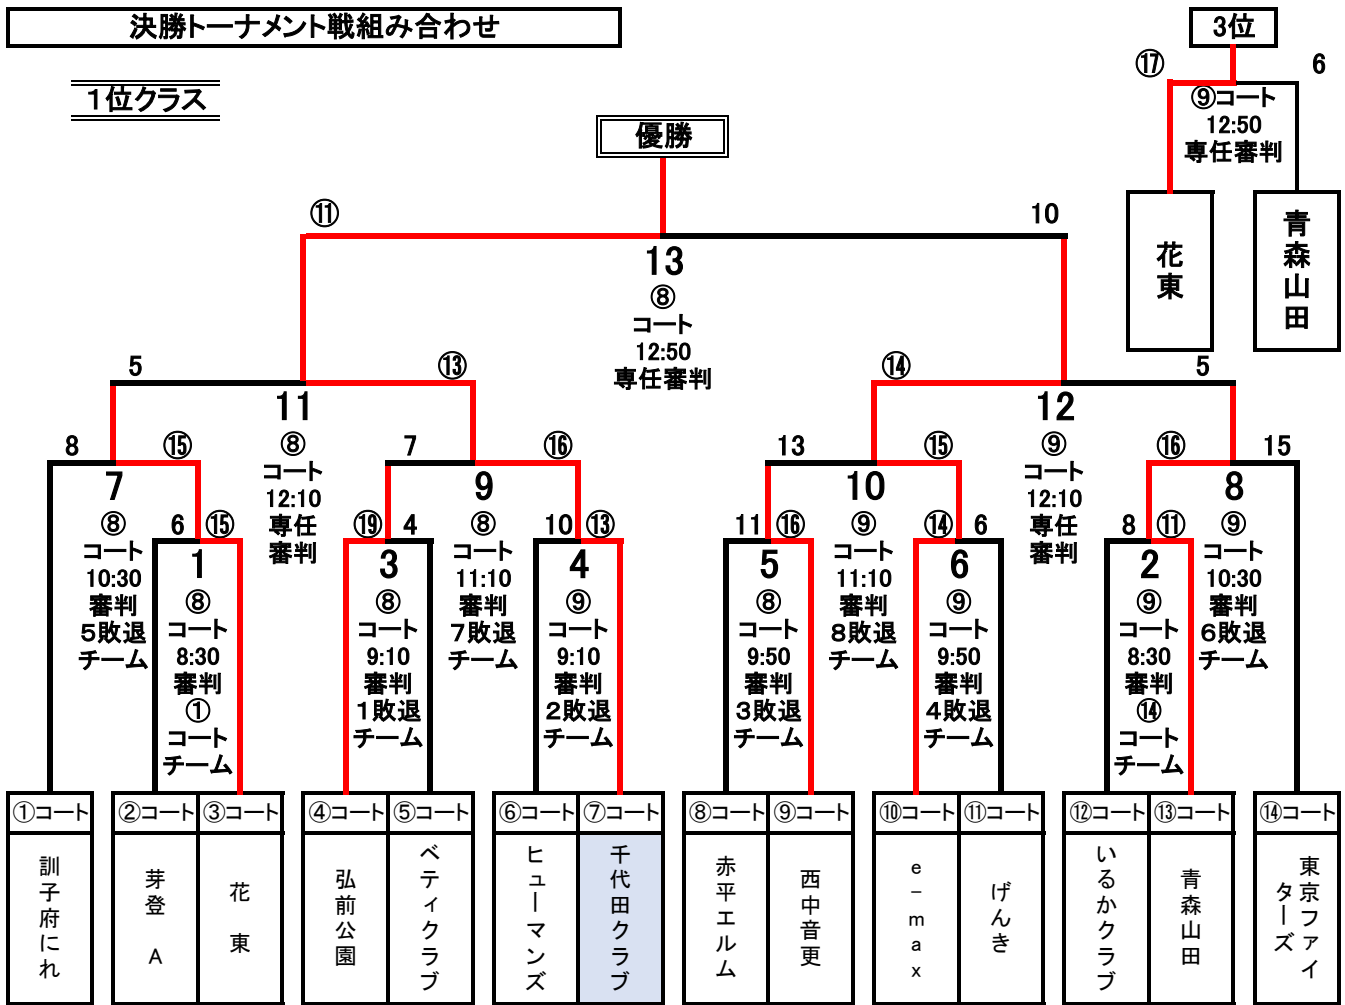 決勝トーナメント戦組み合わせ
3位
⑰
6
1位クラス
⑨コート
12:50
専任審判
優勝
花東
青森山田
⑪
10
13
⑧
コート
12:50
専任審判
5
⑬
⑭
5
11
⑧
コート
12:10
専任
審判
12
⑨
コート
12:10
専任
審判
8
⑮
7
⑧
コート
10:30
審判
5敗退
チーム
7
⑯
9
⑧
コート
11:10
審判
7敗退
チーム
13
⑮
10
⑨
コート
11:10
審判
8敗退
チーム
⑯
15
8
⑨
コート
10:30
審判
6敗退
チーム
6
⑮
1
⑧
コート
8:30
審判
①
コート
チーム
⑲
4
3
⑧
コート
9:10
審判
1敗退
チーム
10
⑬
4
⑨
コート
9:10
審判
2敗退
チーム
11
⑯
5
⑧
コート
9:50
審判
3敗退
チーム
⑭
6
6
⑨
コート
9:50
審判
4敗退
チーム
8
⑪
2
⑨
コート
8:30
審判
⑭
コート
チーム
①コート
②コート
③コート
④コート
⑤コート
⑥コート
⑦コート
⑧コート
⑨コート
⑩コート
⑪コート
⑫コート
⑬コート
⑭コート
訓子府にれ
芽登 A
花東
弘前公園
ベティクラブ
ヒューマンズ
千代田クラブ
赤平エルム
西中音更
e-max
げんき
いるかクラブ
青森山田
東京ファイ
ターズ